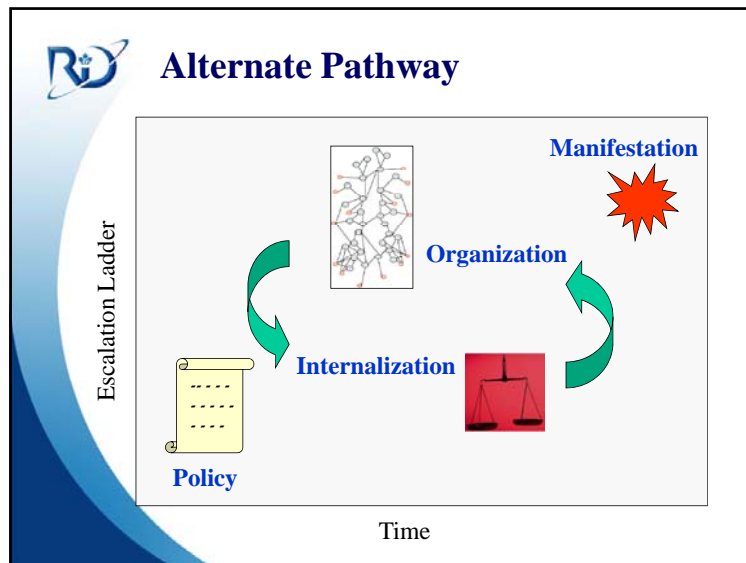 Alternate Pathway
Manifestation
Organization
Escalation Ladder
Internalization
Policy
Time